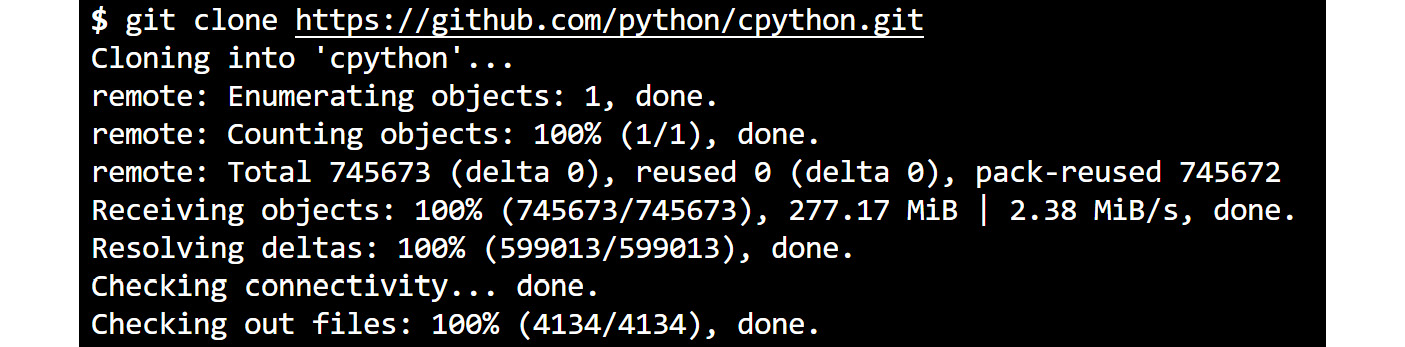 $ git clone https://github.com/python/cpython.git
Cloning into 'cpython'...
remote: Enumerating objects: 1, done.
remote: Counting objects: 100% (1/1), done.
remote: Total 745673 (delta 0), reused 0 (delta 0), pack-reused 745672
Receiving objects: 100% (745673/745673), 277.17 MiB | 2.38 MiB/s, done.
Resolving deltas: 100% (599013/599013), done.
Checking connectivity... done.
Checking out files: 100% (4134/4134), done.